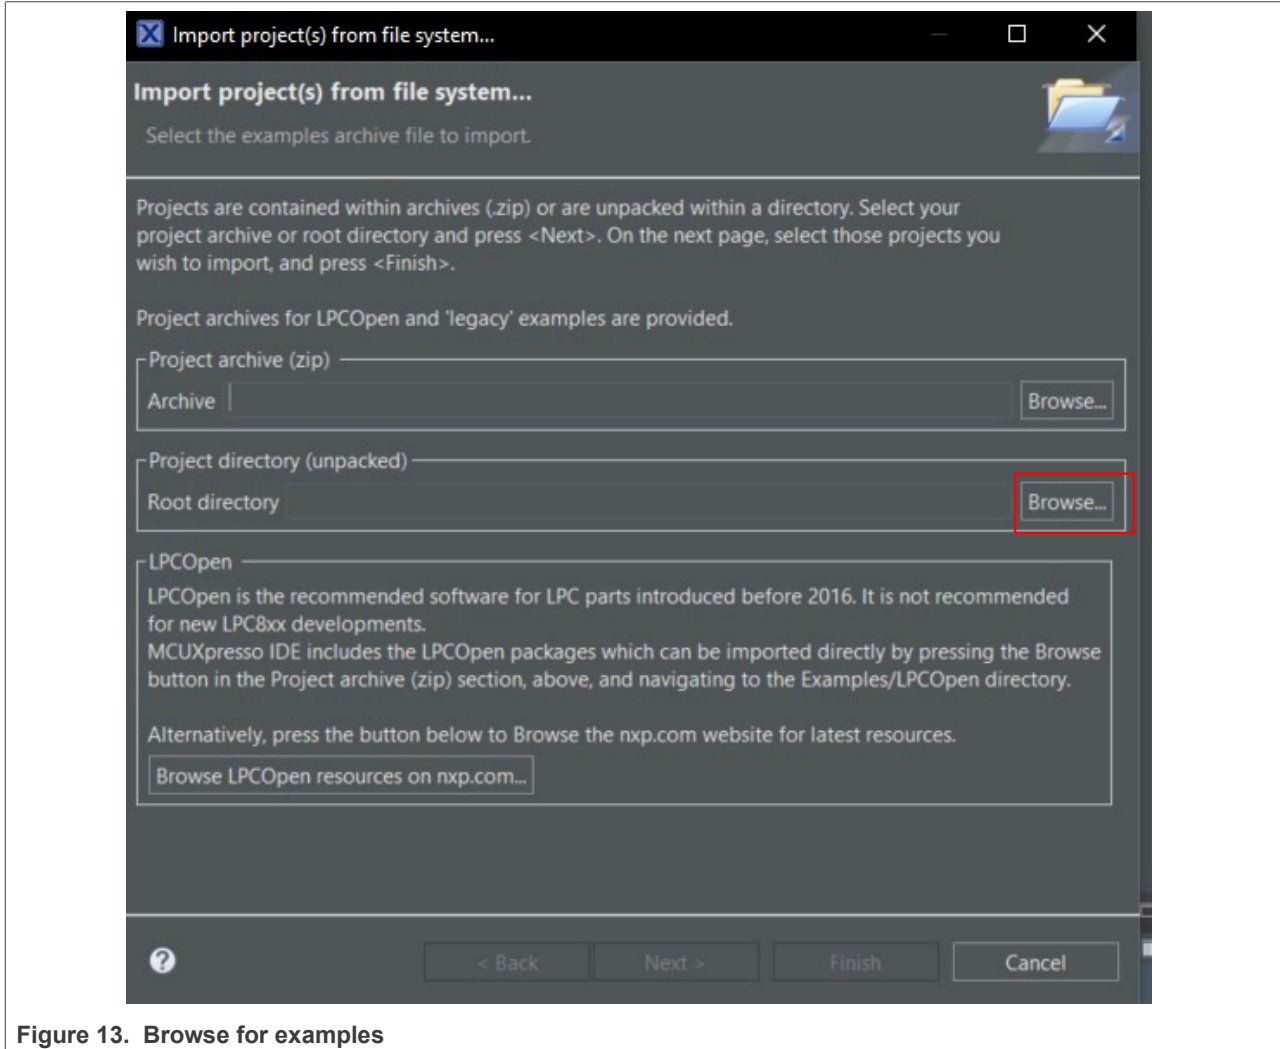 Import project(s) from file system...
Import project(s) from file system...
Select the examples archive file to import.
Projects are contained within archives (.zip) or are unpacked within a directory. Select your
project archive or root directory and press <Next>. On the next page, select those projects you
wish to import, and press <Finish>.
Project archives for LPCOpen and 'legacy' examples are provided.
Project archive (zip)
Archive
Browse...
Project directory (unpacked)
Root directory
Browse...
LPCOpen
LPCOpen is the recommended software for LPC parts introduced before 2016. It is not recommended
for new LPC8xx developments.
MCUXpresso IDE includes the LPCOpen packages which can be imported directly by pressing the Browse
button in the Project archive (zip) section, above, and navigating to the Examples/LPCOpen directory.
Alternatively, press the button below to Browse the nxp.com website for latest resources.
Browse LPCOpen resources on nxp.com...
< Back
Next >
Finish
Cancel
Figure 13. Browse for examples